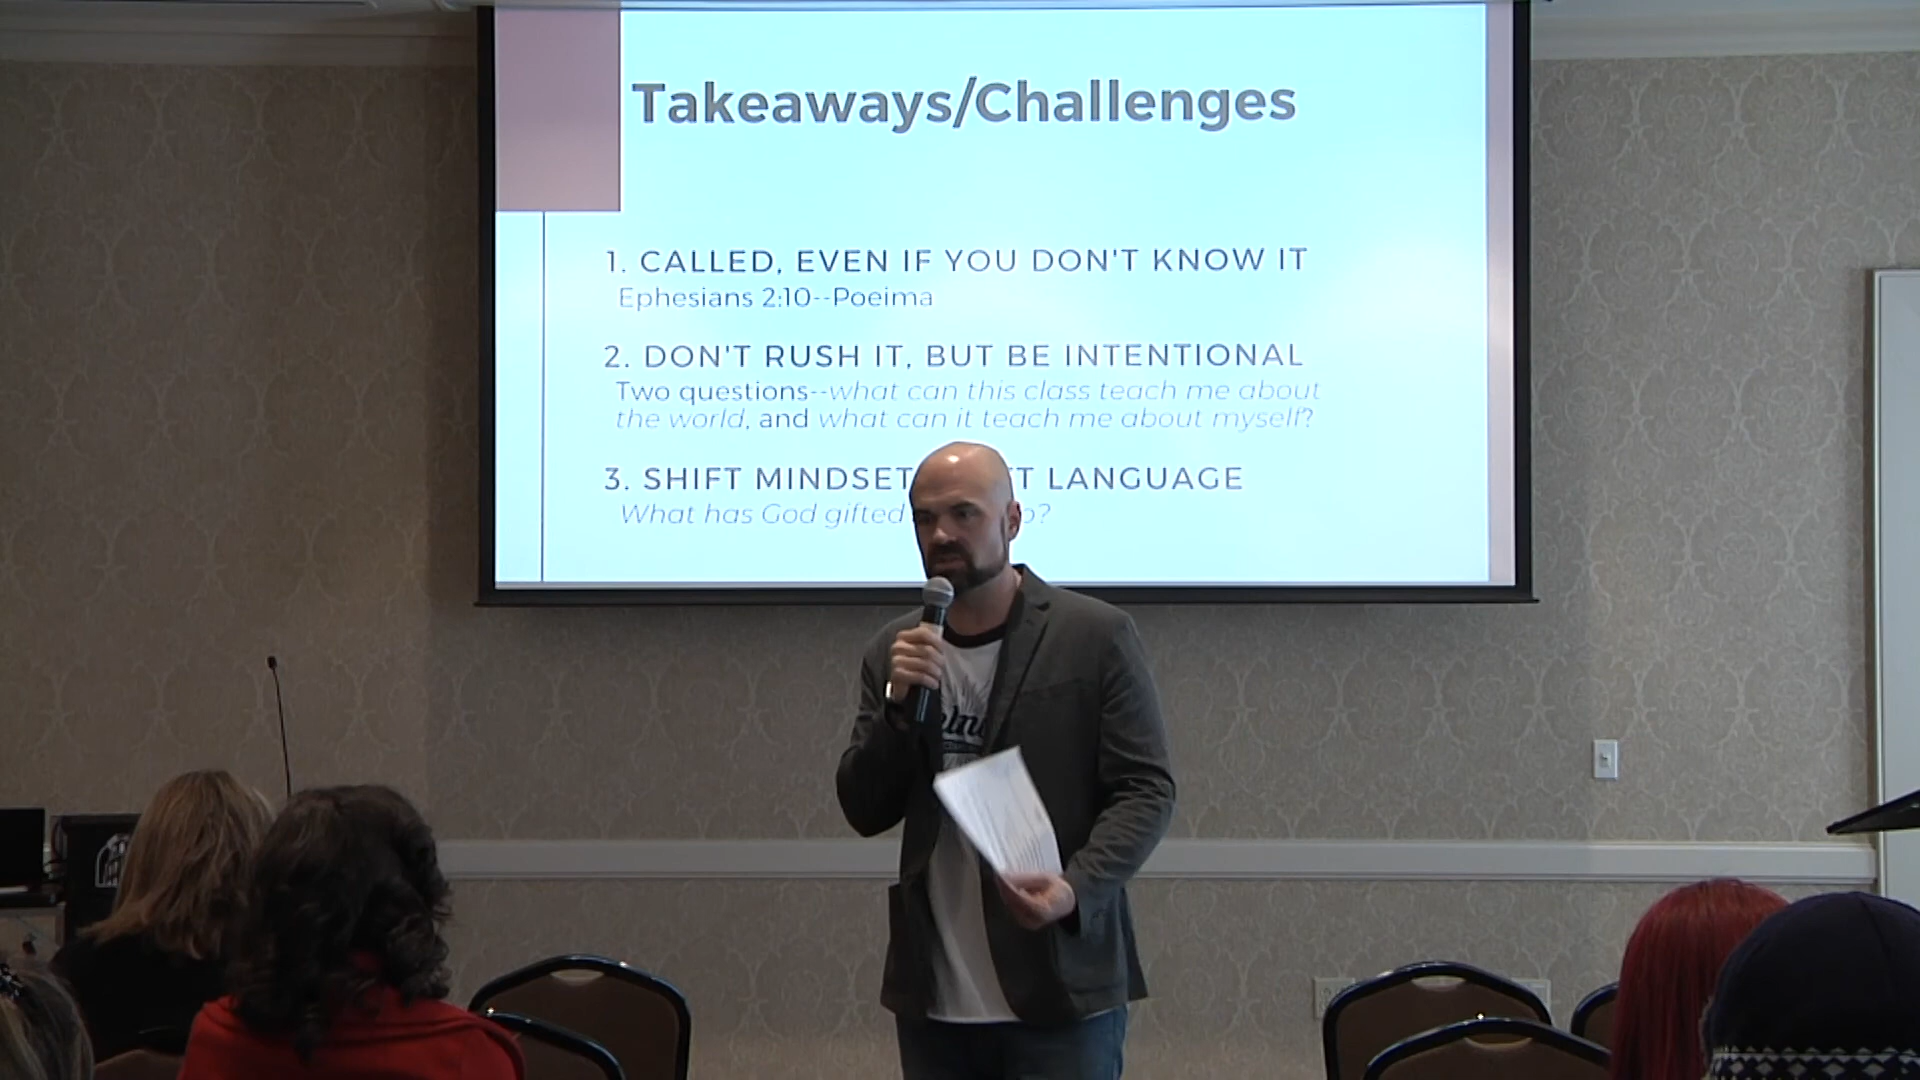 Takeaways/Challenges
1. CALLED, EVEN IF YOU DON'T KNOW IT
Ephesians 2:10--Poeima
2. DON'T RUSH IT, BUT BE INTENTIONAL
Two questions--what can this class teach me about
the world, and what can it teach me about myself?
3. SHIFT MINDSET LANGUAGE
What has God gifted